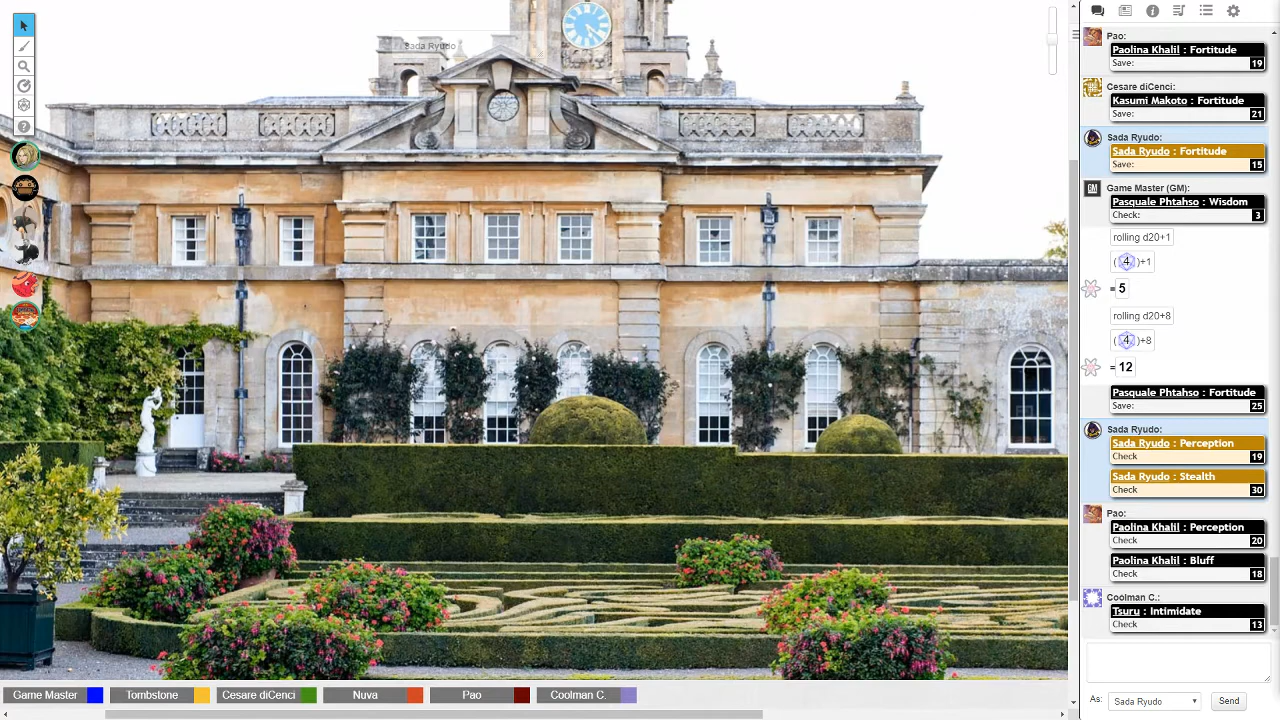 Sada Ryudo
Pao:
Paolina Khalil : Fortitude
Save: 19
Cesare diCenci:
Kasumi Makoto : Fortitude
Save: 21
Sada Ryudo:
Sada Ryudo : Fortitude
Save: 15
GM Game Master (GM):
Pasquale Phtahso : Wisdom
Check: 3
rolling d20+1
(4)+1
=5
rolling d20+8
(4)+8
=12
Pasquale Phtahso : Fortitude
Save: 25
Sada Ryudo:
Sada Ryudo : Perception
Check 19
Sada Ryudo : Stealth
Check 30
Pao:
Paolina Khalil : Perception
Check 20
Paolina Khalil : Bluff
Check 18
Coolman C.:
Tsuru : Intimidate
Check 13
As: Sada Ryudo Send
Game Master Tombstone Cesare diCenci Nuva Pao Coolman C.